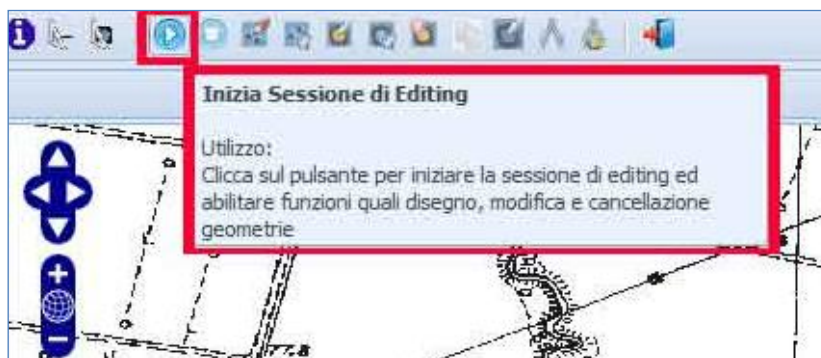 Inizia Sessione di Editing
Utilizzo:
Clicca sul pulsante per iniziare la sessione di editing ed
abilitare funzioni quali disegno, modifica e cancellazione
geometrie